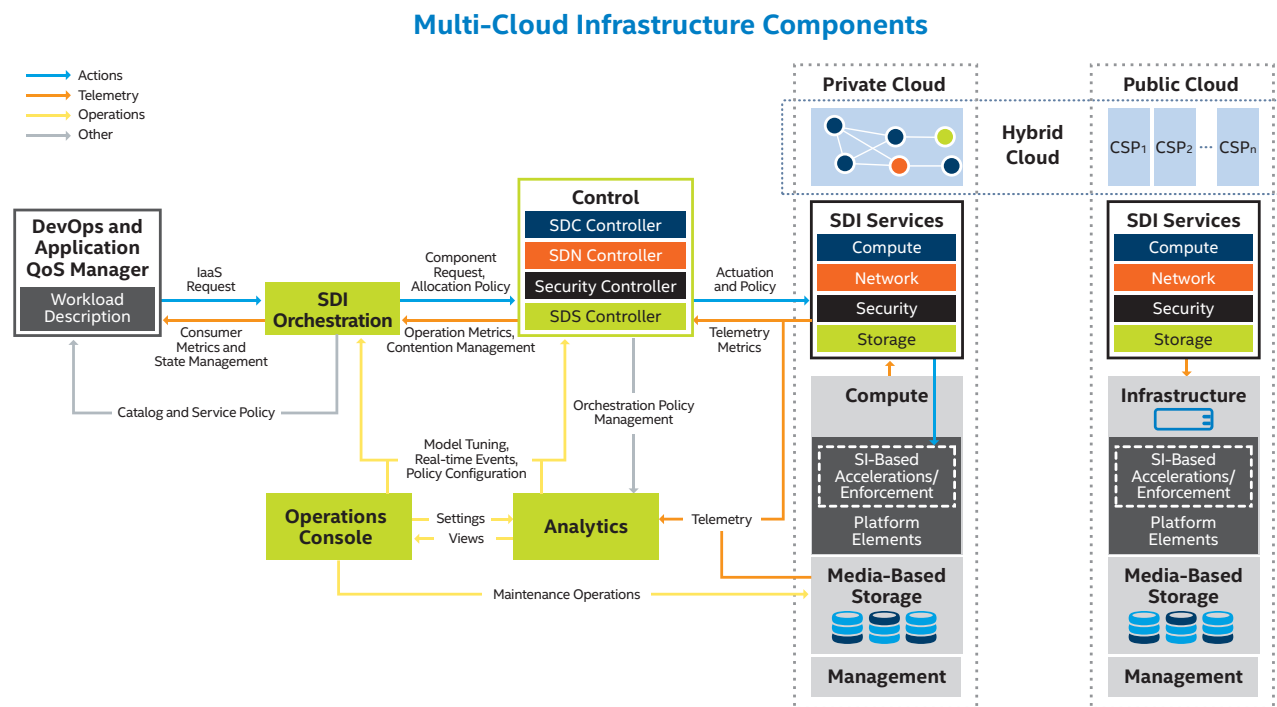 Multi-Cloud Infrastructure Components
Actions
Telemetry
Operations
Other
Private Cloud
Public Cloud
Hybrid
Cloud
CSP1
CSP2
...
CSPn
DevOps and
Application
QoS Manager
Workload
Description
IaaS
Request
Consumer
Metrics and
State Management
SDI
Orchestration
Component
Request,
Allocation Policy
Operation Metrics,
Contention Management
Control
SDC Controller
SDN Controller
Security Controller
SDS Controller
Actuation
and Policy
Telemetry
Metrics
SDI Services
Compute
Network
Security
Storage
SDI Services
Compute
Network
Security
Storage
Catalog and Service Policy
Orchestration Policy
Management
Model Tuning,
Real-time Events,
Policy Configuration
Operations
Console
Settings
Views
Analytics
Telemetry
Maintenance Operations
Compute
SI-Based
Accelerations/
Enforcement
Platform
Elements
Media-Based
Storage
Management
Infrastructure
SI-Based
Accelerations/
Enforcement
Platform
Elements
Media-Based
Storage
Management